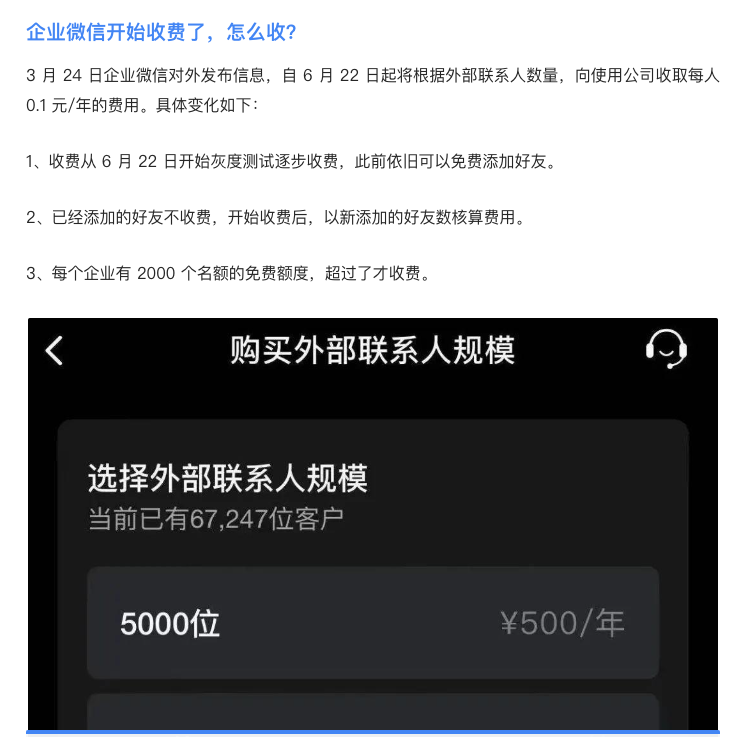 企业微信开始收费了，怎么收?
3 月 24 日企业微信对外发布信息，自 6 月 22 日起将根据外部联系人数量，向使用公司收取每人
0.1 元/年的费用。具体变化如下：
1、收费从 6 月 22 日开始灰度测试逐步收费，此前依旧可以免费添加好友。
2、已经添加的好友不收费，开始收费后，以新添加的好友数核算费用。
3、每个企业有 2000 个名额的免费额度，超过了才收费。
购买外部联系人规模
选择外部联系人规模
当前已有67,247位客户
5000位 ¥500/年